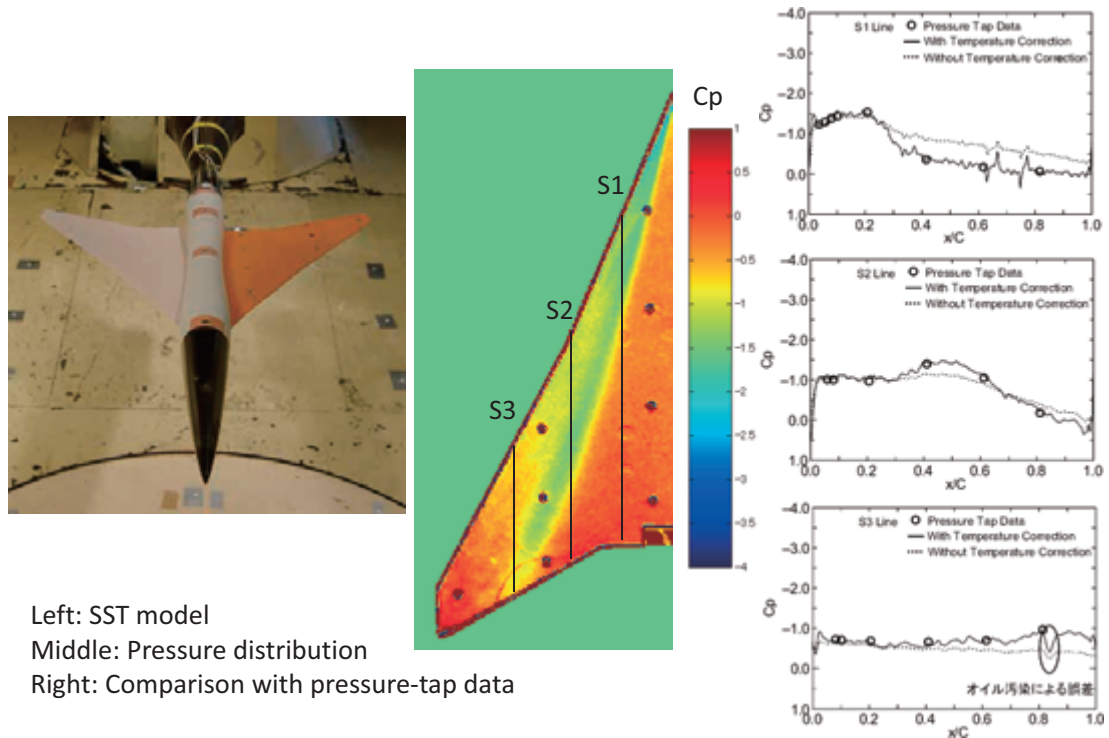 Left: SST model
Middle: Pressure distribution
Right: Comparison with pressure-tap data
S1
S2
S3
Cp
1
0.5
0
−0.5
−1
−1.5
−2
−2.5
−3
−3.5
−4
S1 Line
Pressure Tap Data
With Temperature Correction
Without Temperature Correction
Cp
−4.0
−3.0
−2.0
−1.0
0.0
1.0
0.0 0.2 0.4 0.6 0.8 1.0
x/C
S2 Line
Pressure Tap Data
With Temperature Correction
Without Temperature Correction
Cp
−4.0
−3.0
−2.0
−1.0
0.0
1.0
0.0 0.2 0.4 0.6 0.8 1.0
x/C
S3 Line
Pressure Tap Data
With Temperature Correction
Without Temperature Correction
Cp
−4.0
−3.0
−2.0
−1.0
0.0
1.0
オイル汚染による誤差
0.0 0.2 0.4 0.6 0.8 1.0
x/C